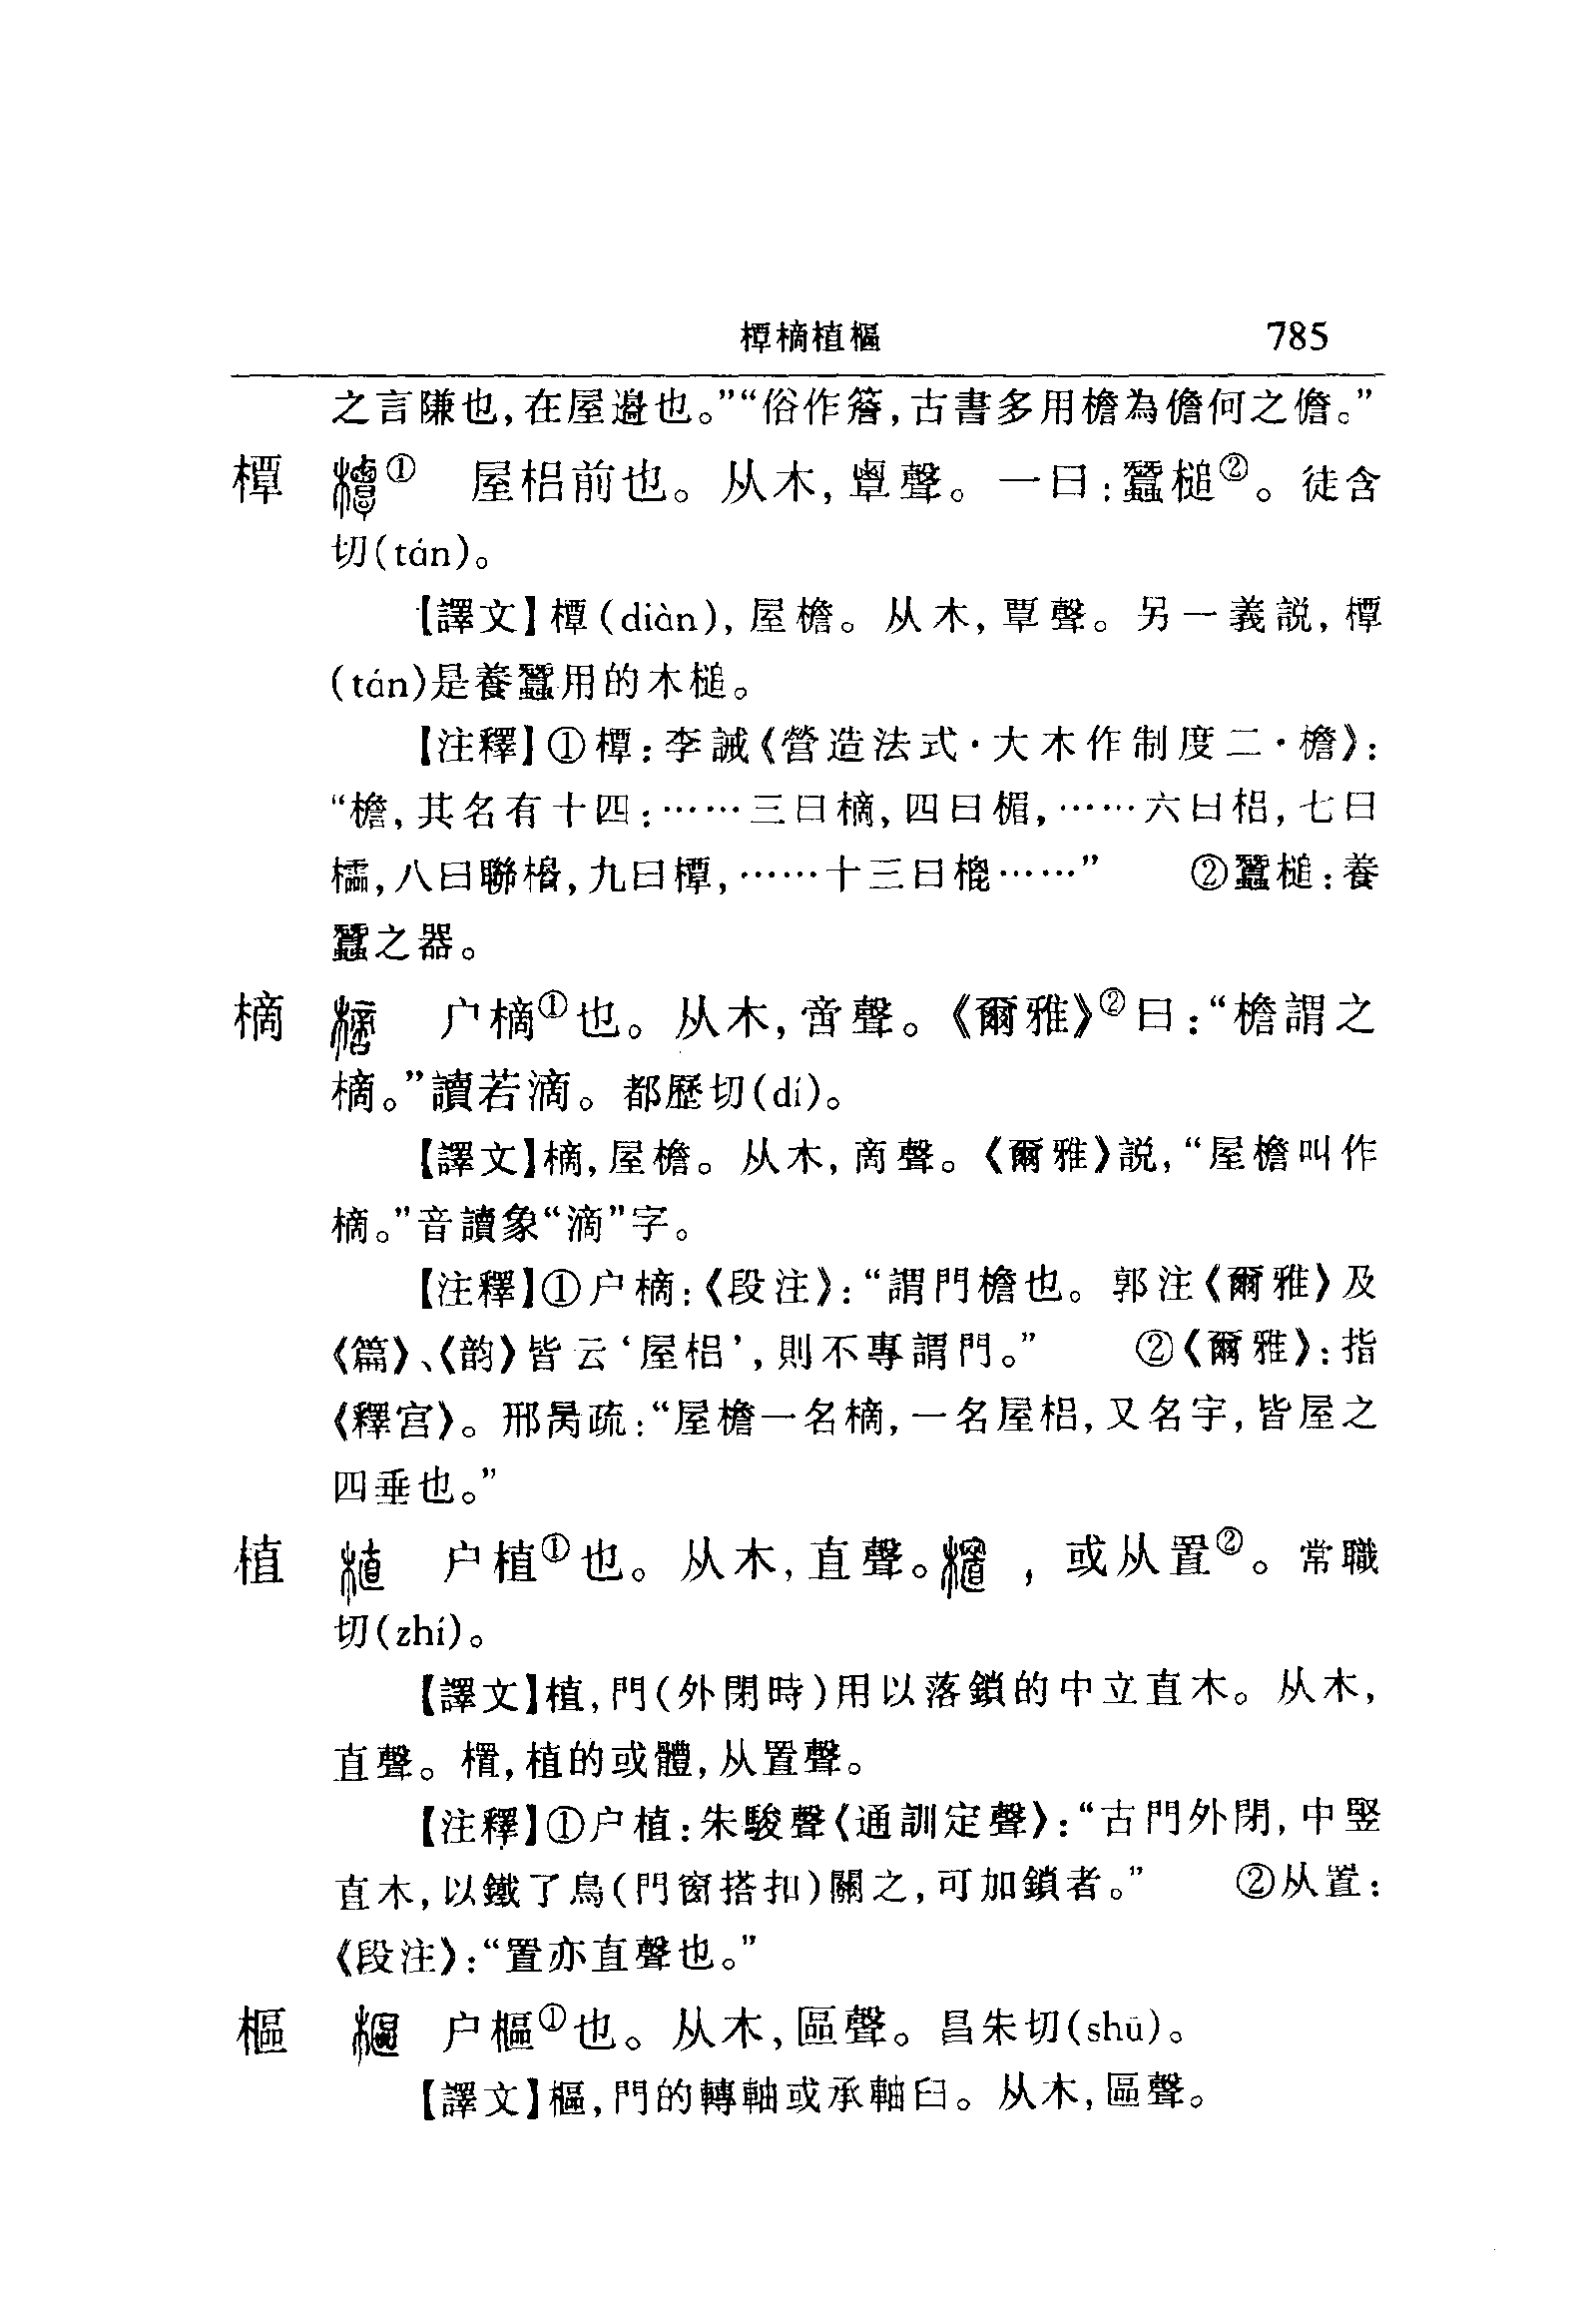 樿樀植樞 785
之言隒也,在屋邉也。”“俗作簷,古書多用檐為儋何之儋。”
橝 ① 屋梠前也。从木,覃聲。一曰:蠶槌②。徒含
切(tán)。
【譯文】橝(diàn),屋檐。从木,覃聲。另一義説,橝
(tán)是養蠶用的木槌。
【注釋】①橝:李誡《營造法式·大木作制度二·檐》:
“檐,其名有十四:……三曰樀,四曰楣,……六曰梠,七曰
櫺,八曰聯櫋,九曰橝,……十三曰㮰……” ②蠶槌:養
蠶之器。
樀 户樀①也。从木,啻聲。《爾雅》②曰:“檐謂之
樀。”讀若滴。都歷切(dí)。
【譯文】樀,屋檐。从木,啇聲。《爾雅》説,“屋檐叫作
樀。”音讀象“滴”字。
【注釋】①户樀:《段注》:“謂門檐也。郭注《爾雅》及
《篇》、《韵》皆云‘屋梠’,則不專謂門。” ②《爾雅》:指
《釋宫》。邢昺疏:“屋檐一名樀,一名屋梠,又名宇,皆屋之
四垂也。”
植 户植①也。从木,直聲。 ,或从置②。常職
切(zhí)。
【譯文】植,門(外閉時)用以落鎖的中立直木。从木,
直聲。櫃,植的或體,从置聲。
【注釋】①户植:朱駿聲《通訓定聲》:“古門外閉,中竪
直木,以鐵了鳥(門窗搭扣)關之,可加鎖者。” ②从置:
《段注》:“置亦直聲也。”
樞 户樞①也。从木,區聲。昌朱切(shū)。
【譯文】樞,門的轉軸或承軸臼。从木,區聲。